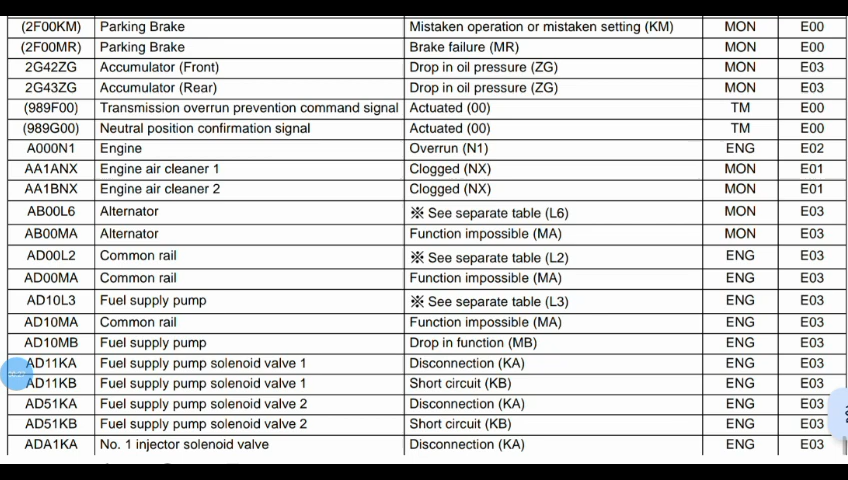 (2F00KM) Parking Brake Mistaken operation or mistaken setting (KM) MON E00
(2F00MR) Parking Brake Brake failure (MR) MON E00
2G42ZG Accumulator (Front) Drop in oil pressure (ZG) MON E03
2G43ZG Accumulator (Rear) Drop in oil pressure (ZG) MON E03
(989F00) Transmission overrun prevention command signal Actuated (00) TM E00
(989G00) Neutral position confirmation signal Actuated (00) TM E00
A000N1 Engine Overrun (N1) ENG E02
AA1ANX Engine air cleaner 1 Clogged (NX) MON E01
AA1BNX Engine air cleaner 2 Clogged (NX) MON E01
AB00L6 Alternator ※ See separate table (L6) MON E03
AB00MA Alternator Function impossible (MA) MON E03
AD00L2 Common rail ※ See separate table (L2) ENG E03
AD00MA Common rail Function impossible (MA) ENG E03
AD10L3 Fuel supply pump ※ See separate table (L3) ENG E03
AD10MA Common rail Function impossible (MA) ENG E03
AD10MB Fuel supply pump Drop in function (MB) ENG E03
AD11KA Fuel supply pump solenoid valve 1 Disconnection (KA) ENG E03
AD11KB Fuel supply pump solenoid valve 1 Short circuit (KB) ENG E03
AD51KA Fuel supply pump solenoid valve 2 Disconnection (KA) ENG E03
AD51KB Fuel supply pump solenoid valve 2 Short circuit (KB) ENG E03
ADA1KA No. 1 injector solenoid valve Disconnection (KA) ENG E03